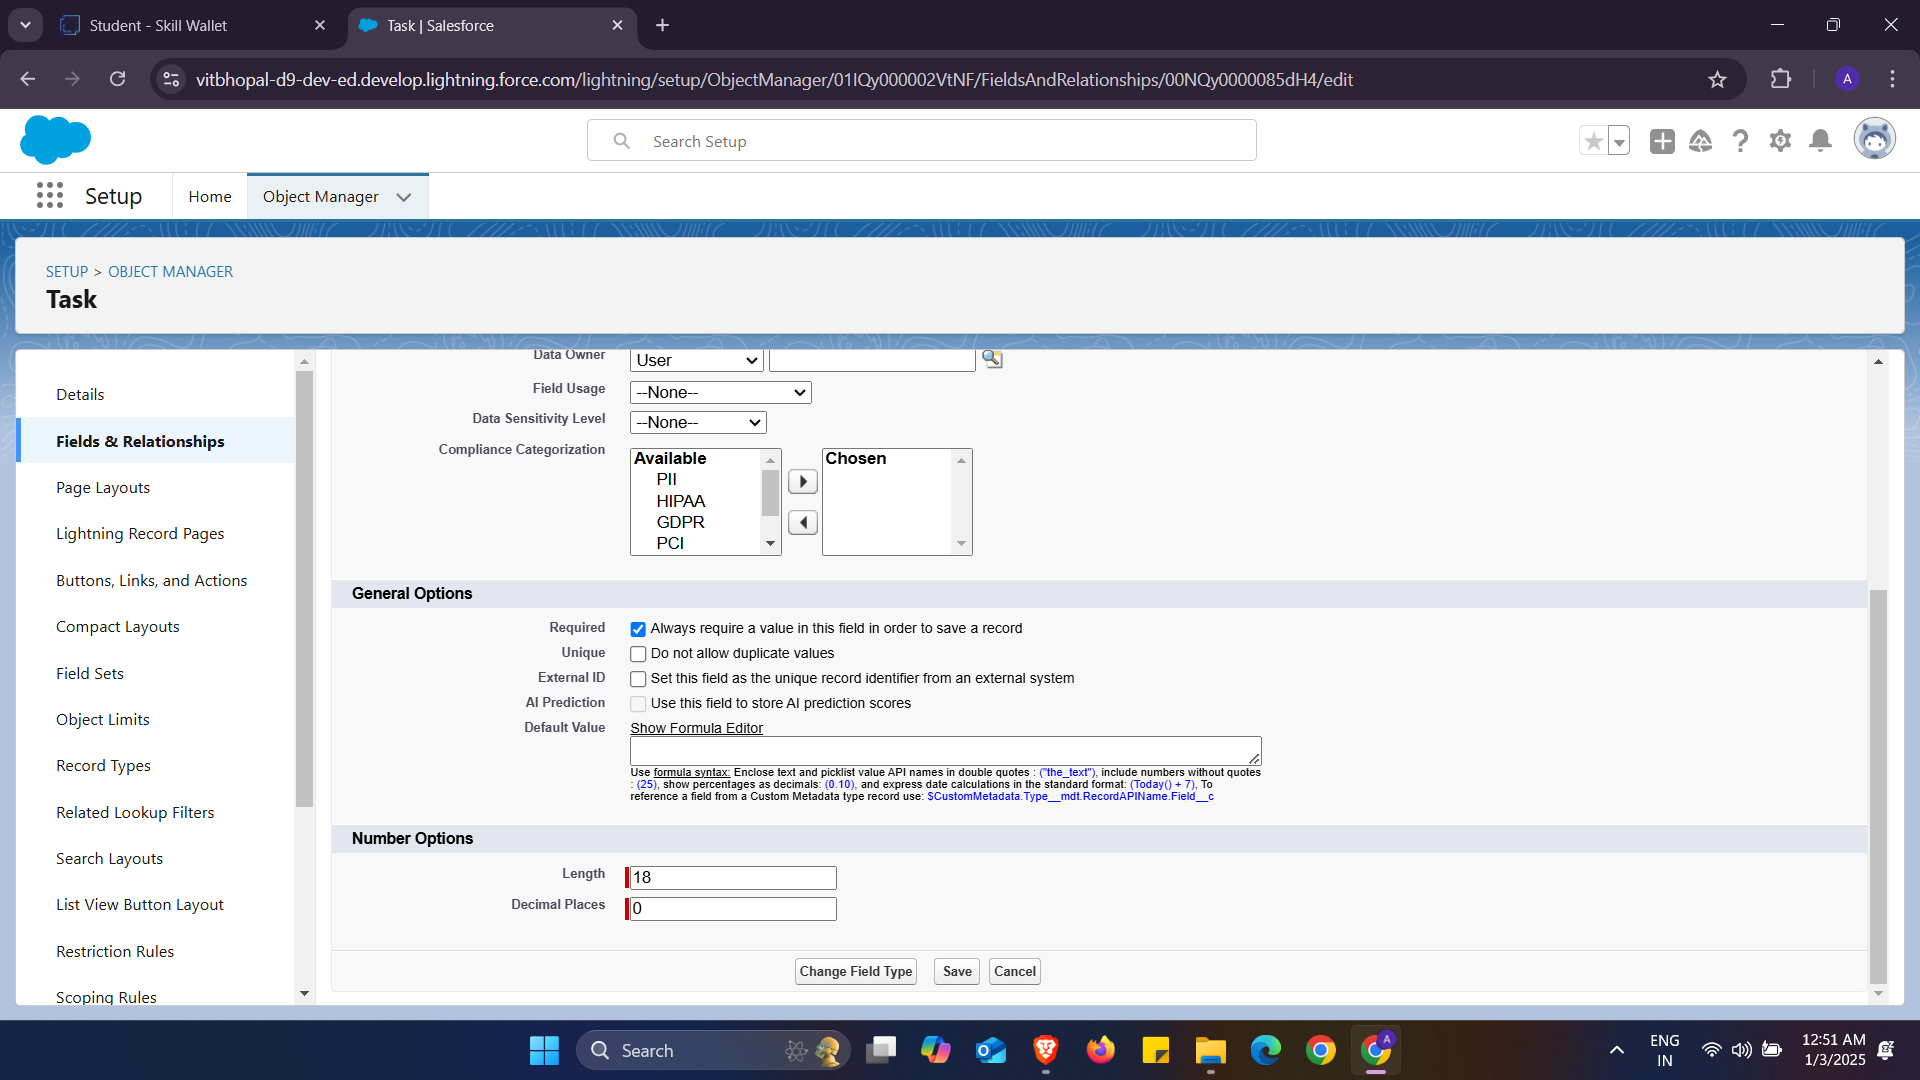 Student - Skill Wallet
Task | Salesforce
vitbhopal-d9-dev-ed.develop.lightning.force.com/lightning/setup/ObjectManager/01IQy000002VtNF/FieldsAndRelationships/00NQy0000085dH4/edit
A
Search Setup
Setup
Home
Object Manager
SETUP > OBJECT MANAGER
Task
Details
Fields & Relationships
Page Layouts
Lightning Record Pages
Buttons, Links, and Actions
Compact Layouts
Field Sets
Object Limits
Record Types
Related Lookup Filters
Search Layouts
List View Button Layout
Restriction Rules
Scoping Rules
Data Owner
User
Field Usage
--None--
Data Sensitivity Level
--None--
Compliance Categorization
Available
PII
HIPAA
GDPR
PCI
Chosen
General Options
Required
Always require a value in this field in order to save a record
Unique
Do not allow duplicate values
External ID
Set this field as the unique record identifier from an external system
AI Prediction
Use this field to store AI prediction scores
Default Value
Show Formula Editor
Use formula syntax: Enclose text and picklist value API names in double quotes : ("the_text"), include numbers without quotes
: (25), show percentages as decimals: (0.10), and express date calculations in the standard format: (Today() + 7), To
reference a field from a Custom Metadata type record use: $CustomMetadata.Type__mdt.RecordAPIName.Field__c
Number Options
Length
18
Decimal Places
0
Change Field Type
Save
Cancel
Search
A
ENG
IN
12:51 AM
1/3/2025